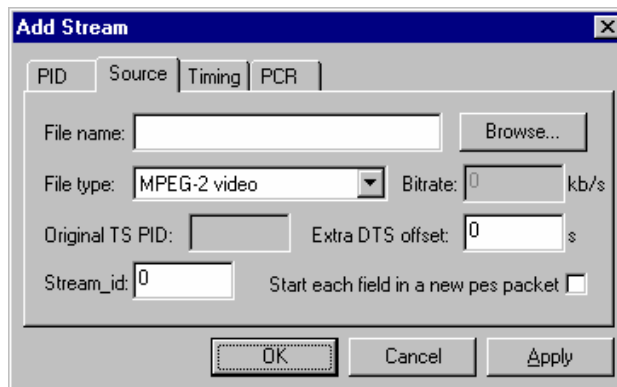 Add Stream
PID Source Timing PCR
File name: Browse...
File type: MPEG-2 video Bitrate: 0 kb/s
Original TS PID: Extra DTS offset: 0 s
Stream_id: 0 Start each field in a new pes packet
OK Cancel Apply